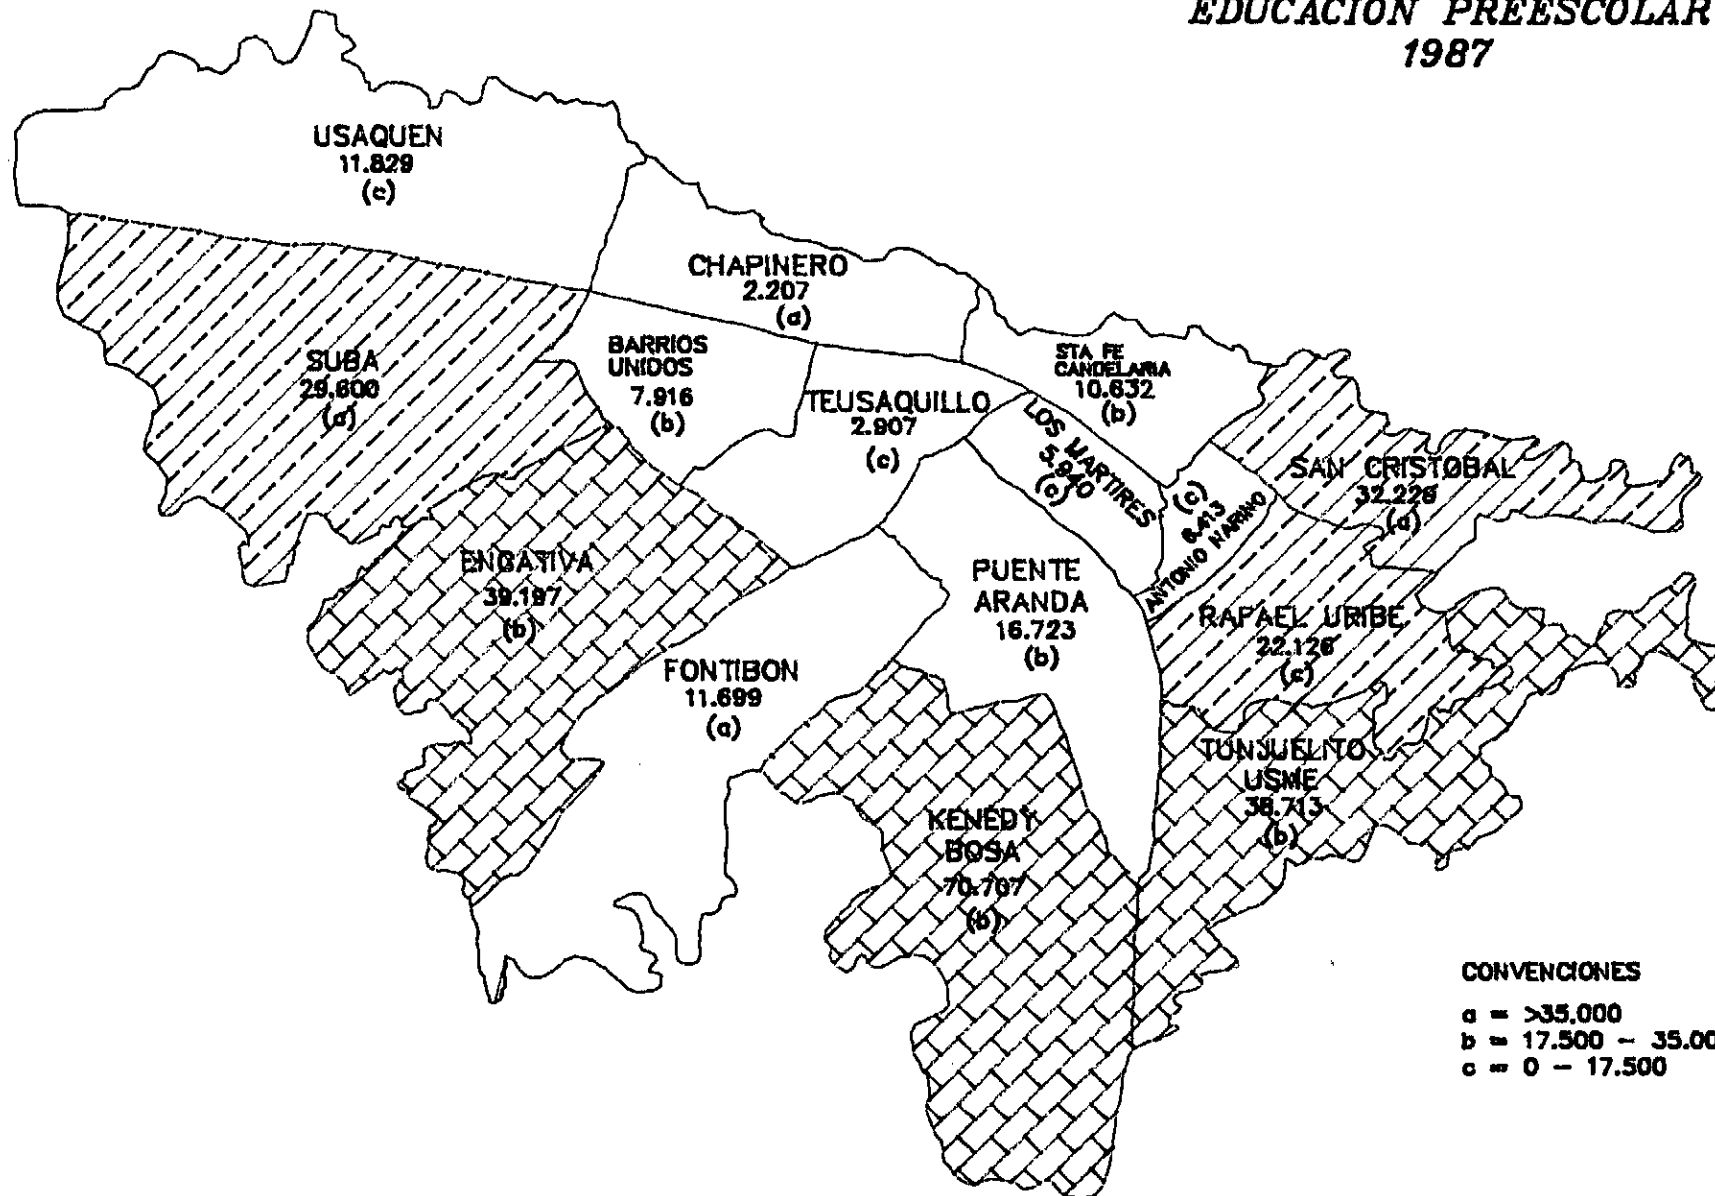 EDUCACION PREESCOLAR
1987
USAQUEN
11.829
(c)
CHAPINERO
2.207
(a)
SUBA
29.600
(a)
BARRIOS
UNIDOS
7.916
(b)
TEUSAQUILLO
2.907
(c)
STA FE
CANDELARIA
10.632
(b)
LOS MARTIRES
5.940
(c)
SAN CRISTOBAL
32.226
(a)
(c)
6.413
ANTONIO NARINO
ENGATIVA
39.197
(b)
PUENTE
ARANDA
16.723
(b)
RAFAEL URIBE
22.126
(c)
FONTIBON
11.699
(a)
TUNJUELITO
USME
38.713
(b)
KENEDY
BOSA
70.707
(b)
CONVENCIONES
a = >35.000
b = 17.500 - 35.00
c = 0 - 17.500